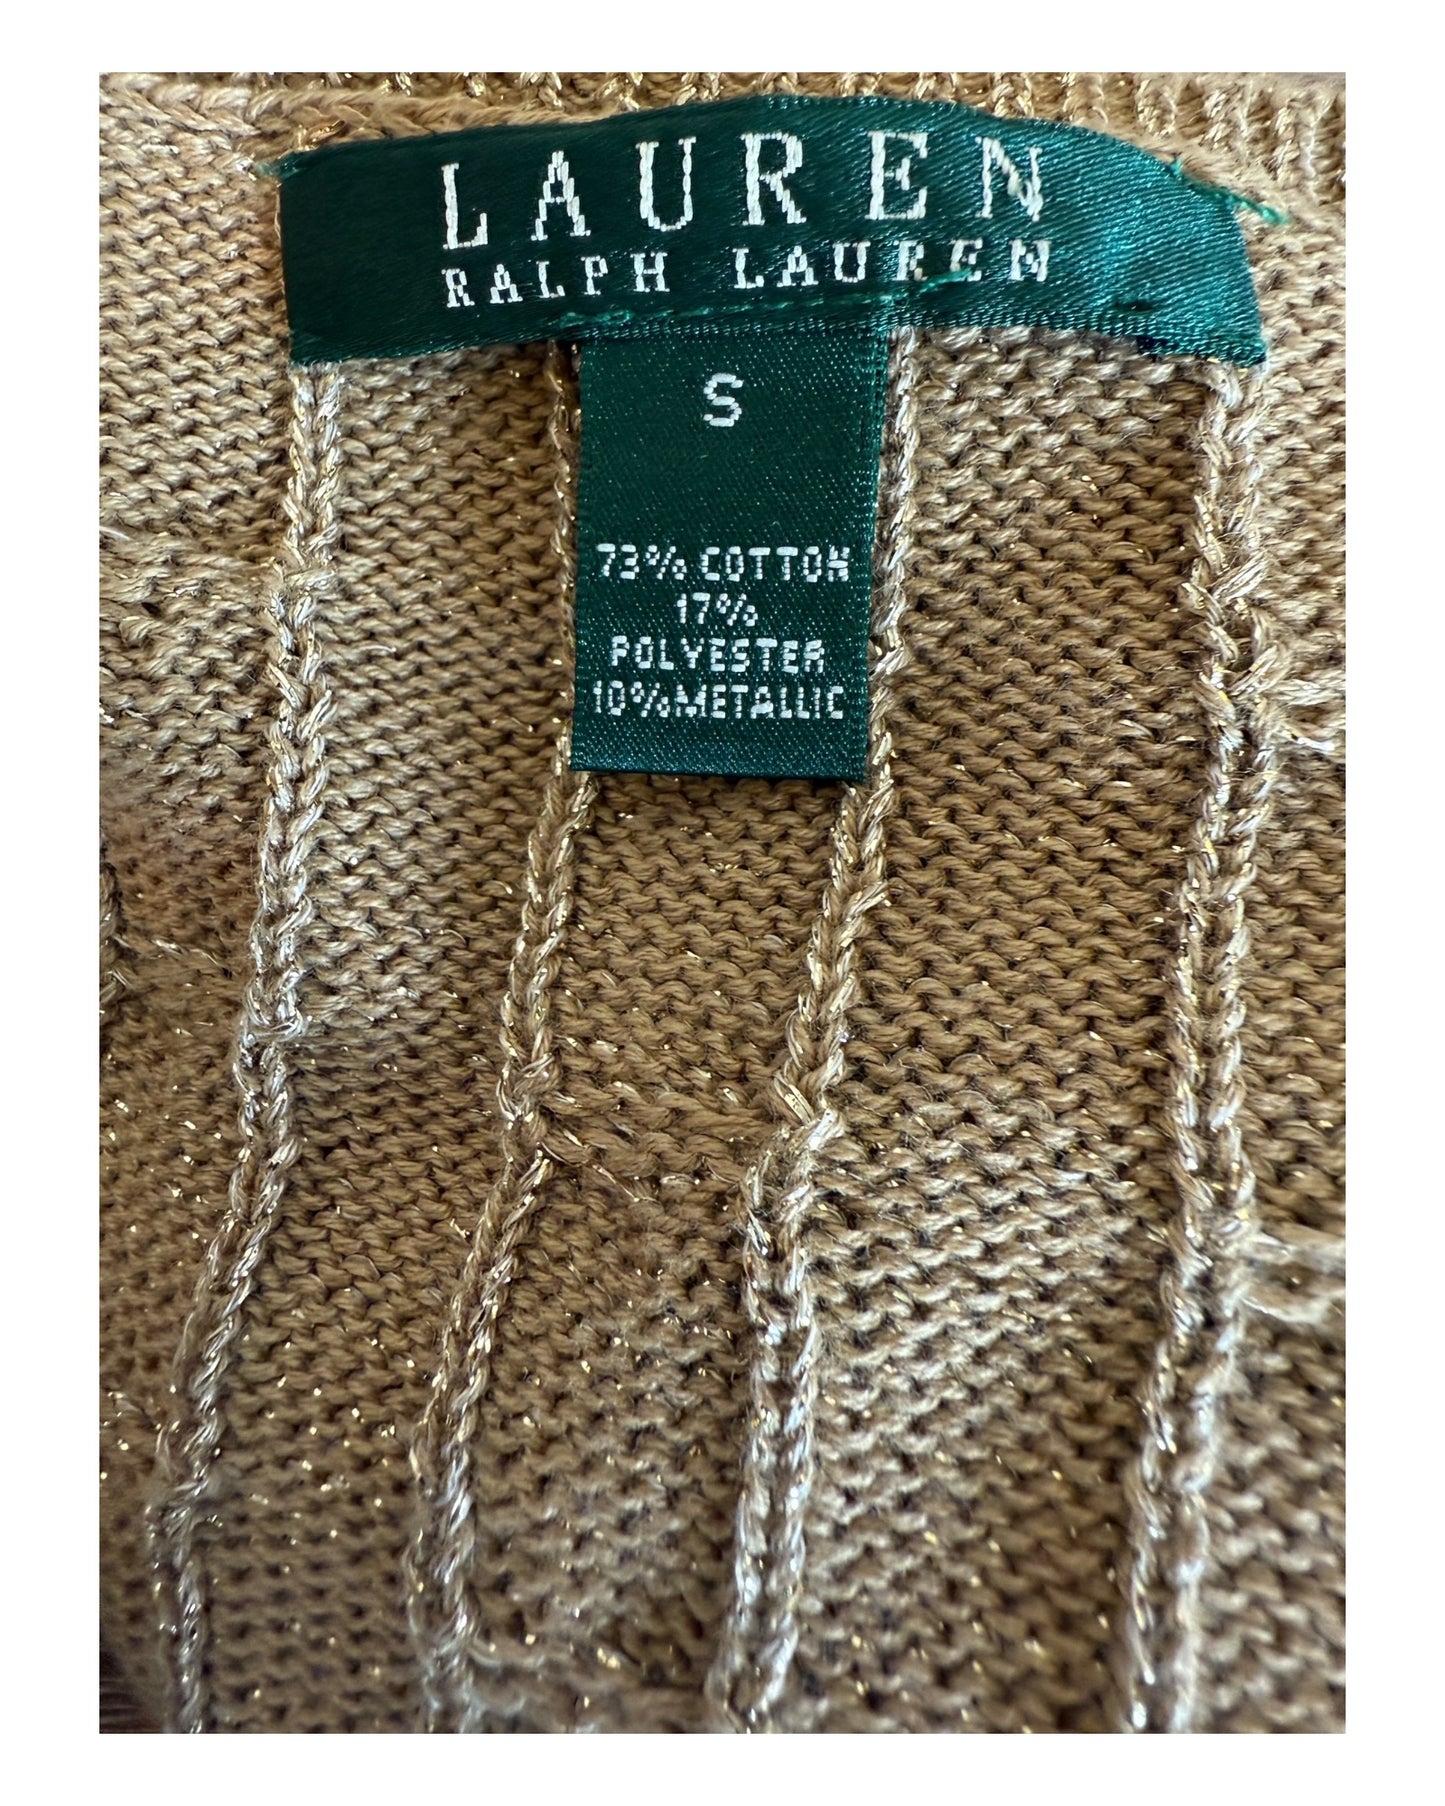 LAUREN
RALPH LAUREN
S
73% COTTON
17%
POLYESTER
10%METALLIC